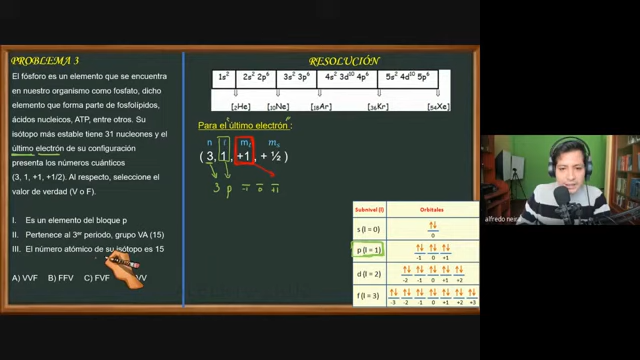 PROBLEMA 3
El fósforo es un elemento que se encuentra
en nuestro organismo como fosfato, dicho
elemento que forma parte de fosfolípidos,
ácidos nucleicos, ATP, entre otros. Su
isótopo más estable tiene 31 nucleones y el
último electrón de su configuración
presenta los números cuánticos
(3, 1, +1, +1/2). Al respecto, seleccione el
valor de verdad (V o F).
I. Es un elemento del bloque p
II. Pertenece al 3er periodo, grupo VA (15)
III. El número atómico de su isótopo es 15
A) VVF B) FFV C) FVF VV
RESOLUCIÓN
1s² 2s² 2p⁶ 3s² 3p⁶ 4s² 3d¹⁰ 4p⁶ 5s² 4d¹⁰ 5p⁶
[₂He] [₁₀Ne] [₁₈Ar] [₃₆Kr] [₅₄Xe]
Para el "último electrón":
n l mₗ mₛ
( 3, 1, +1, + ½ )
3 p -1 0 +1
Subnivel (l) Orbitales
s (l = 0) ↑↓
0
p (l = 1) ↑↓ ↑↓ ↑↓
-1 0 +1
d (l = 2) ↑↓ ↑↓ ↑↓ ↑↓ ↑↓
-2 -1 0 +1 +2
f (l = 3) ↑↓ ↑↓ ↑↓ ↑↓ ↑↓ ↑↓ ↑↓
-3 -2 -1 0 +1 +2 +3
alfredo neira